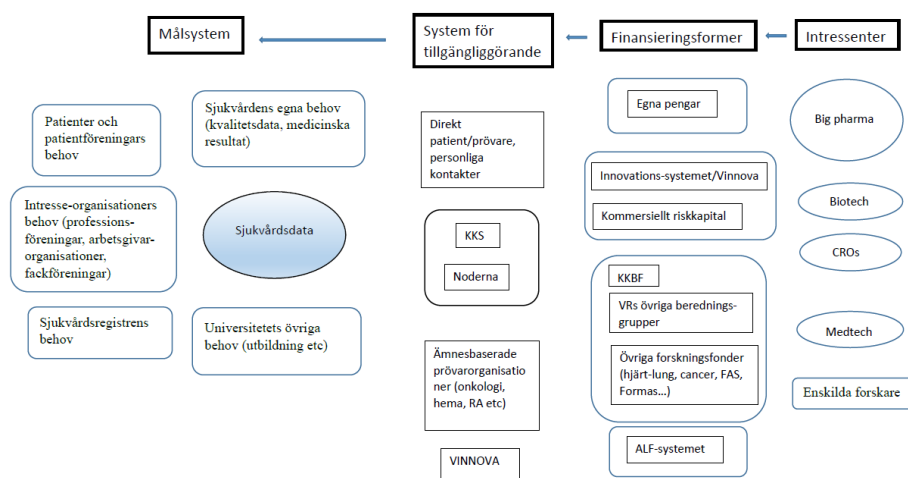 Målsystem
System för
tillgängliggörande
Finansieringsformer
Intressenter
Patienter och
patientföreningars
behov
Sjukvårdens egna behov
(kvalitetsdata, medicinska
resultat)
Intresse-organisationers
behov (professions-
föreningar, arbetsgivar-
organisationer,
fackföreningar)
Sjukvårdsdata
Sjukvårdsregistrens
behov
Universitetets övriga
behov (utbildning etc)
Direkt
patient/prövare,
personliga
kontakter
KKS
Noderna
Ämnesbaserade
prövarorganisatio
ner (onkologi,
hema, RA etc)
VINNOVA
Egna pengar
Innovations-systemet/Vinnova
Kommersiellt riskkapital
KKBF
VRs övriga berednings-
grupper
Övriga forskningsfonder
(hjärt-lung, cancer, FAS,
Formas...)
ALF-systemet
Big pharma
Biotech
CROs
Medtech
Enskilda forskare